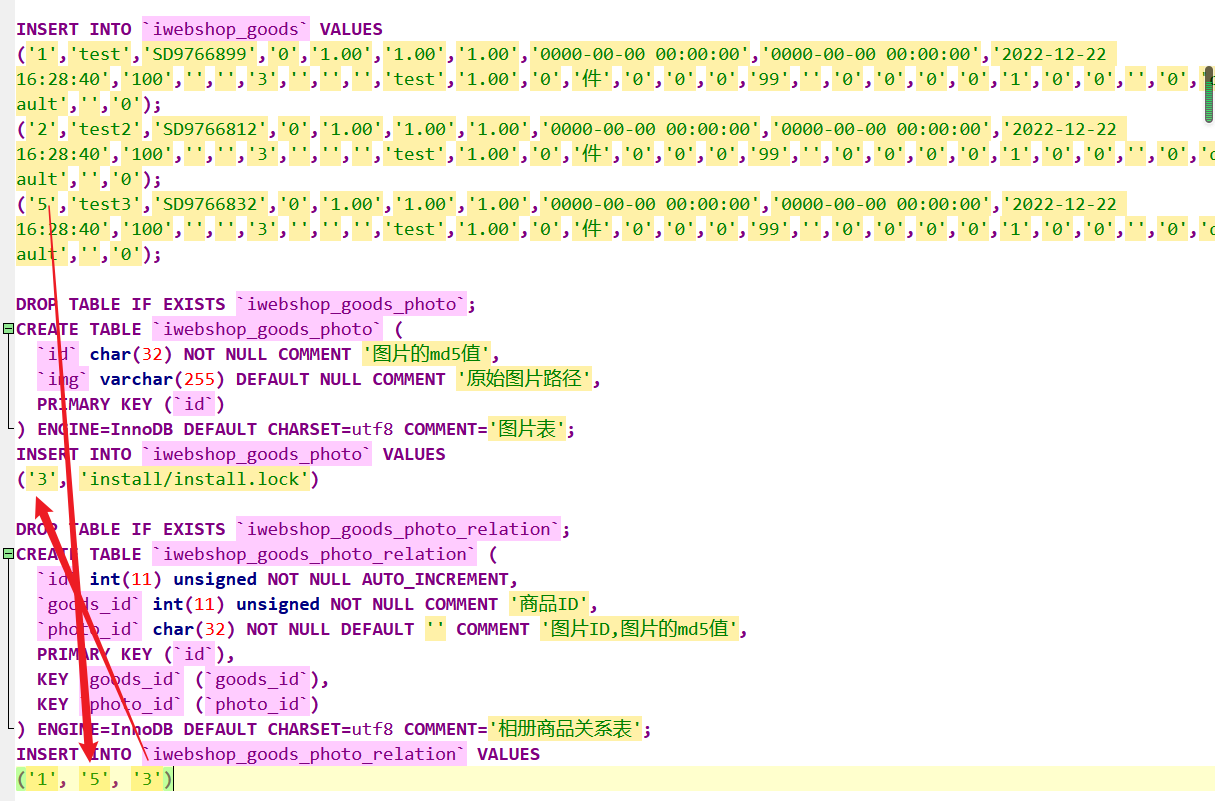 INSERT INTO `iwebshop_goods` VALUES
('1','test','SD9766899','0','1.00','1.00','1.00','0000-00-00 00:00:00','0000-00-00 00:00:00','2022-12-22
16:28:40','100','','','3','','','','test','1.00','0','件','0','0','0','99','','0','0','0','0','1','0','0','','0','
ault','','0');
('2','test2','SD9766812','0','1.00','1.00','1.00','0000-00-00 00:00:00','0000-00-00 00:00:00','2022-12-22
16:28:40','100','','','3','','','','test','1.00','0','件','0','0','0','99','','0','0','0','0','1','0','0','','0','
ault','','0');
('5','test3','SD9766832','0','1.00','1.00','1.00','0000-00-00 00:00:00','0000-00-00 00:00:00','2022-12-22
16:28:40','100','','','3','','','','test','1.00','0','件','0','0','0','99','','0','0','0','0','1','0','0','','0','
ault','','0');
DROP TABLE IF EXISTS `iwebshop_goods_photo`;
CREATE TABLE `iwebshop_goods_photo` (
`id` char(32) NOT NULL COMMENT '图片的md5值',
`img` varchar(255) DEFAULT NULL COMMENT '原始图片路径',
PRIMARY KEY (`id`)
) ENGINE=InnoDB DEFAULT CHARSET=utf8 COMMENT='图片表';
INSERT INTO `iwebshop_goods_photo` VALUES
('3', 'install/install.lock')
DROP TABLE IF EXISTS `iwebshop_goods_photo_relation`;
CREATE TABLE `iwebshop_goods_photo_relation` (
`id` int(11) unsigned NOT NULL AUTO_INCREMENT,
`goods_id` int(11) unsigned NOT NULL COMMENT '商品ID',
`photo_id` char(32) NOT NULL DEFAULT '' COMMENT '图片ID,图片的md5值',
PRIMARY KEY (`id`),
KEY `goods_id` (`goods_id`),
KEY `photo_id` (`photo_id`)
) ENGINE=InnoDB DEFAULT CHARSET=utf8 COMMENT='相册商品关系表';
INSERT INTO `iwebshop_goods_photo_relation` VALUES
('1', '5', '3')